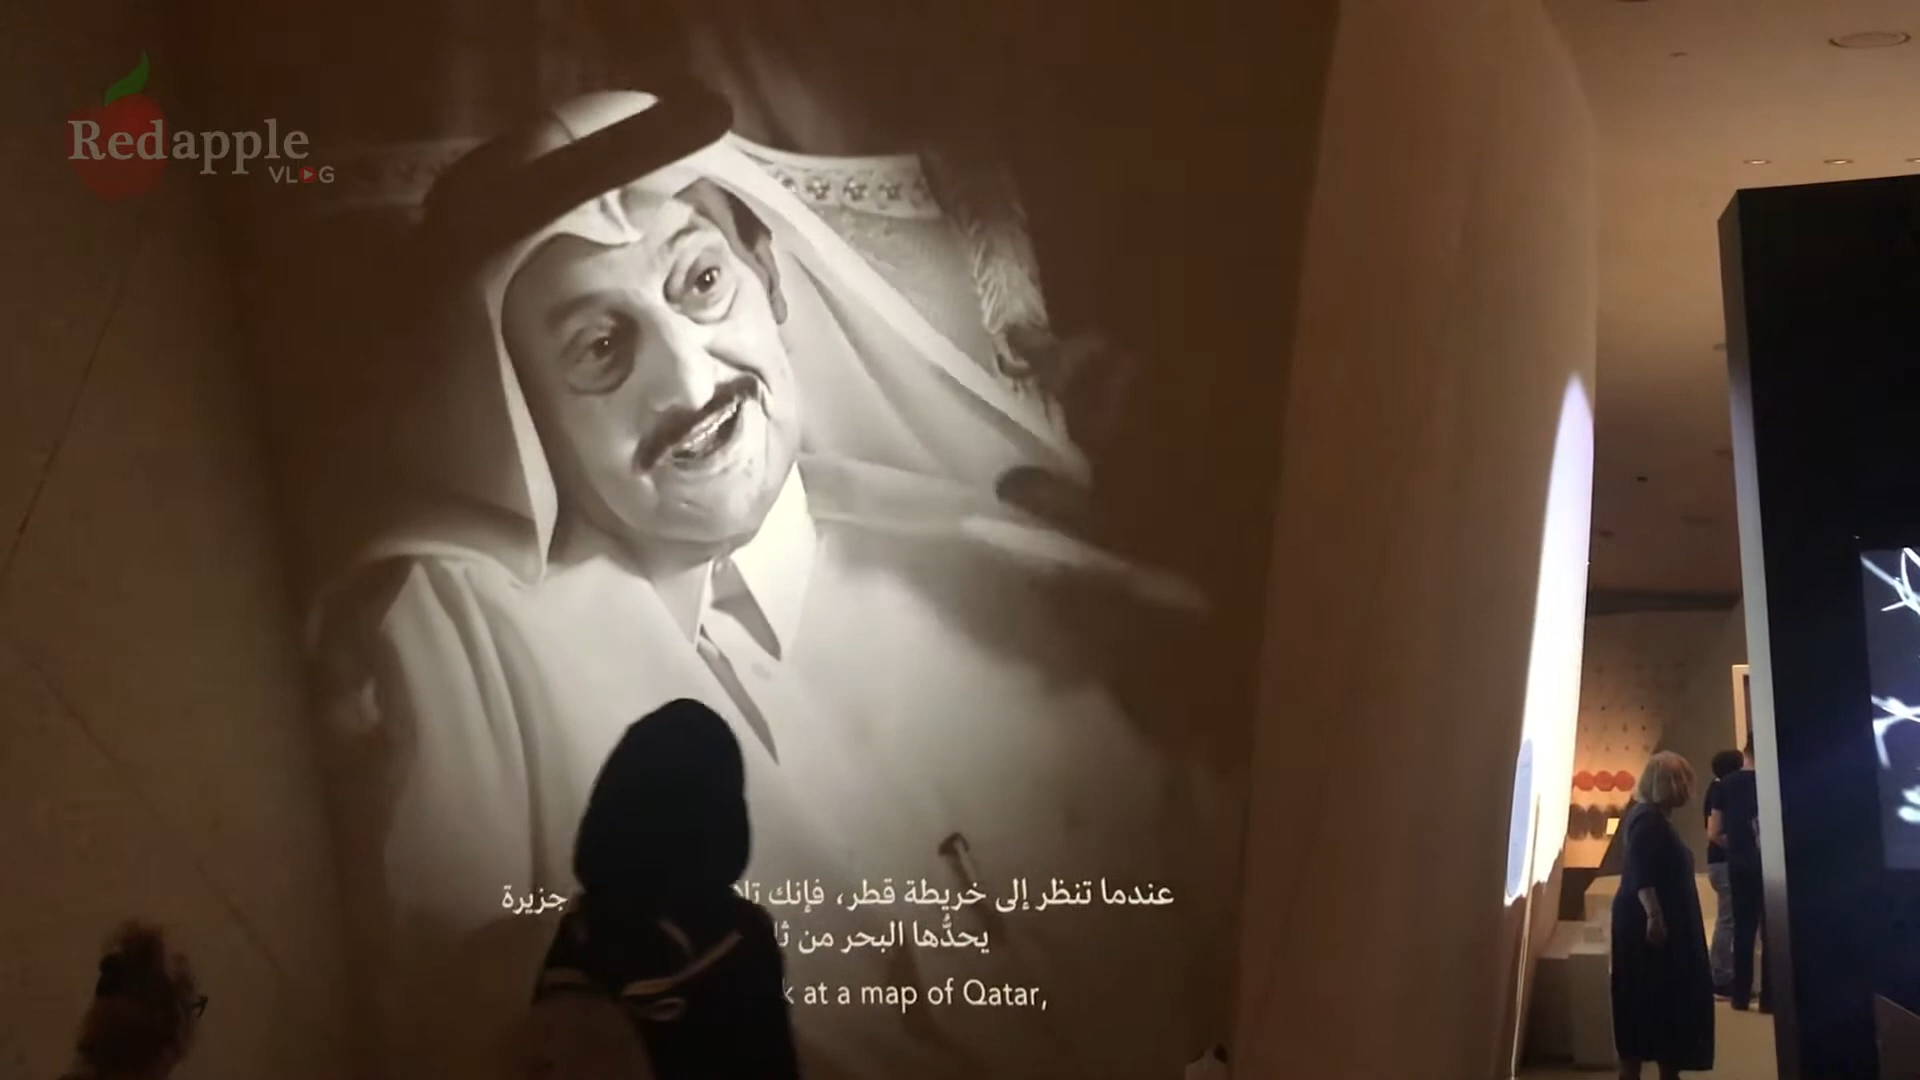 Redapple
VLOG
عندما تنظر إلى خريطة قطر، فإنك جزيرة
يحدُّها البحر من
at a map of Qatar,